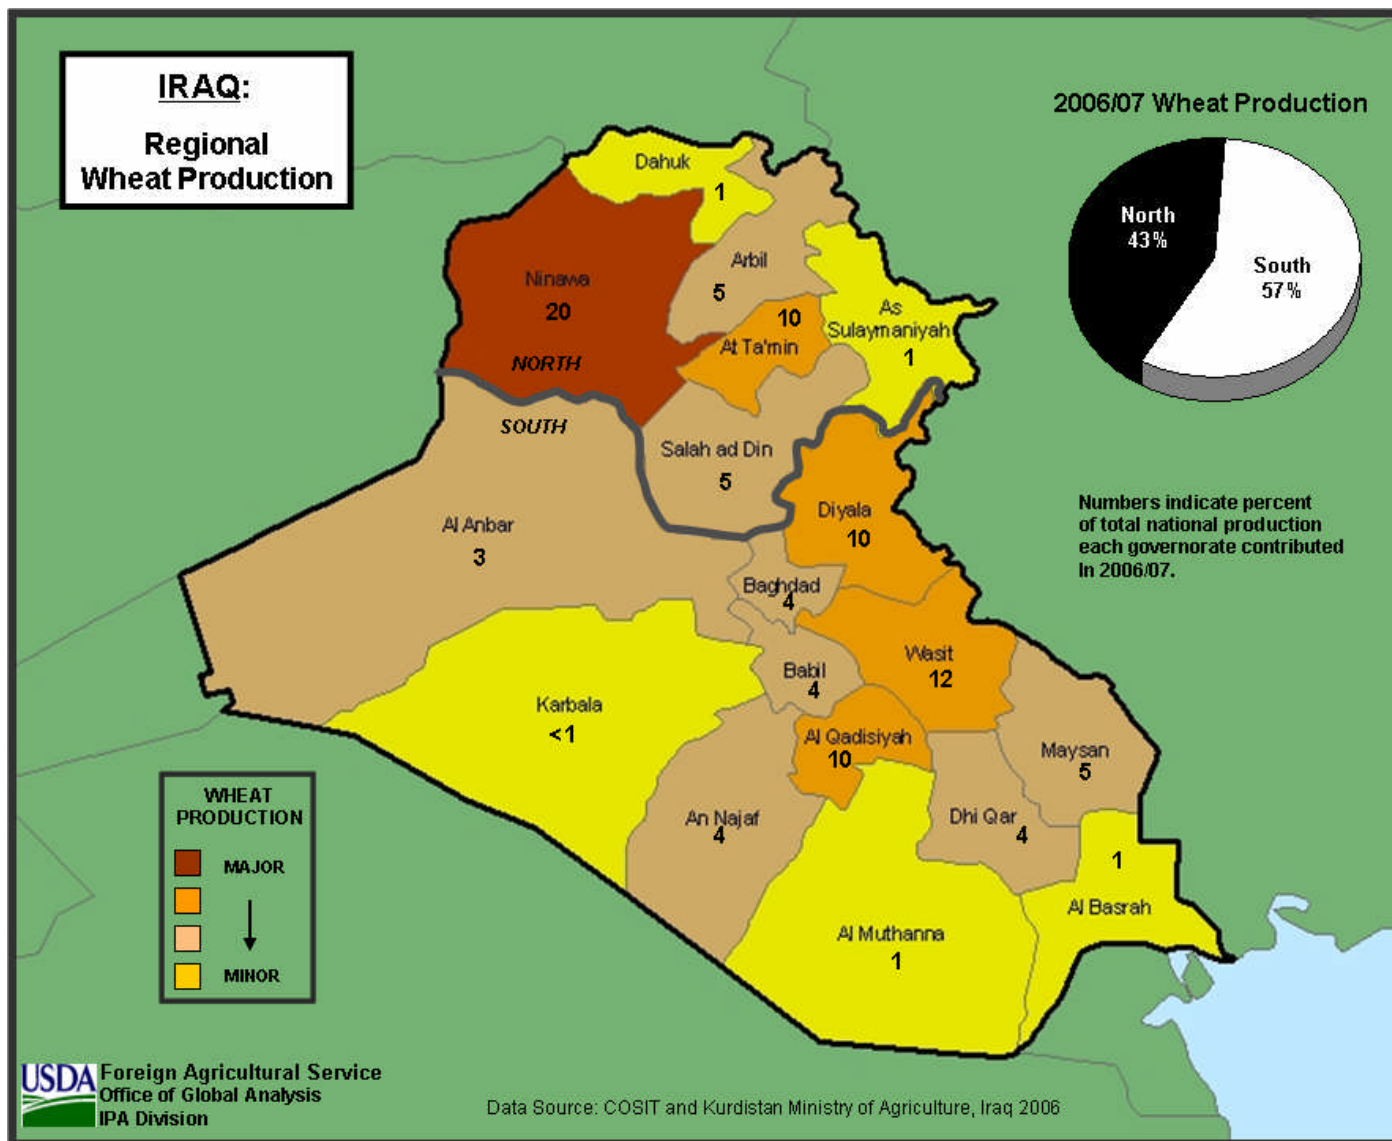 IRAQ:
Regional
Wheat Production
2006/07 Wheat Production
North
43%
South
57%
Dahuk
1
Ninawa
20
Arbil
5
10
At Ta'min
As
Sulaymaniyah
1
NORTH
SOUTH
Salah ad Din
5
Al Anbar
3
Diyala
10
Baghdad
4
Wasit
12
Babil
4
Karbala
<1
Al Qadisiyah
10
Maysan
5
An Najaf
4
Dhi Qar
4
1
Al Basrah
Al Muthanna
1
Numbers indicate percent
of total national production
each governorate contributed
In 2006/07.
WHEAT
PRODUCTION
MAJOR
MINOR
USDA
Foreign Agricultural Service
Office of Global Analysis
IPA Division
Data Source: COSIT and Kurdistan Ministry of Agriculture, Iraq 2006